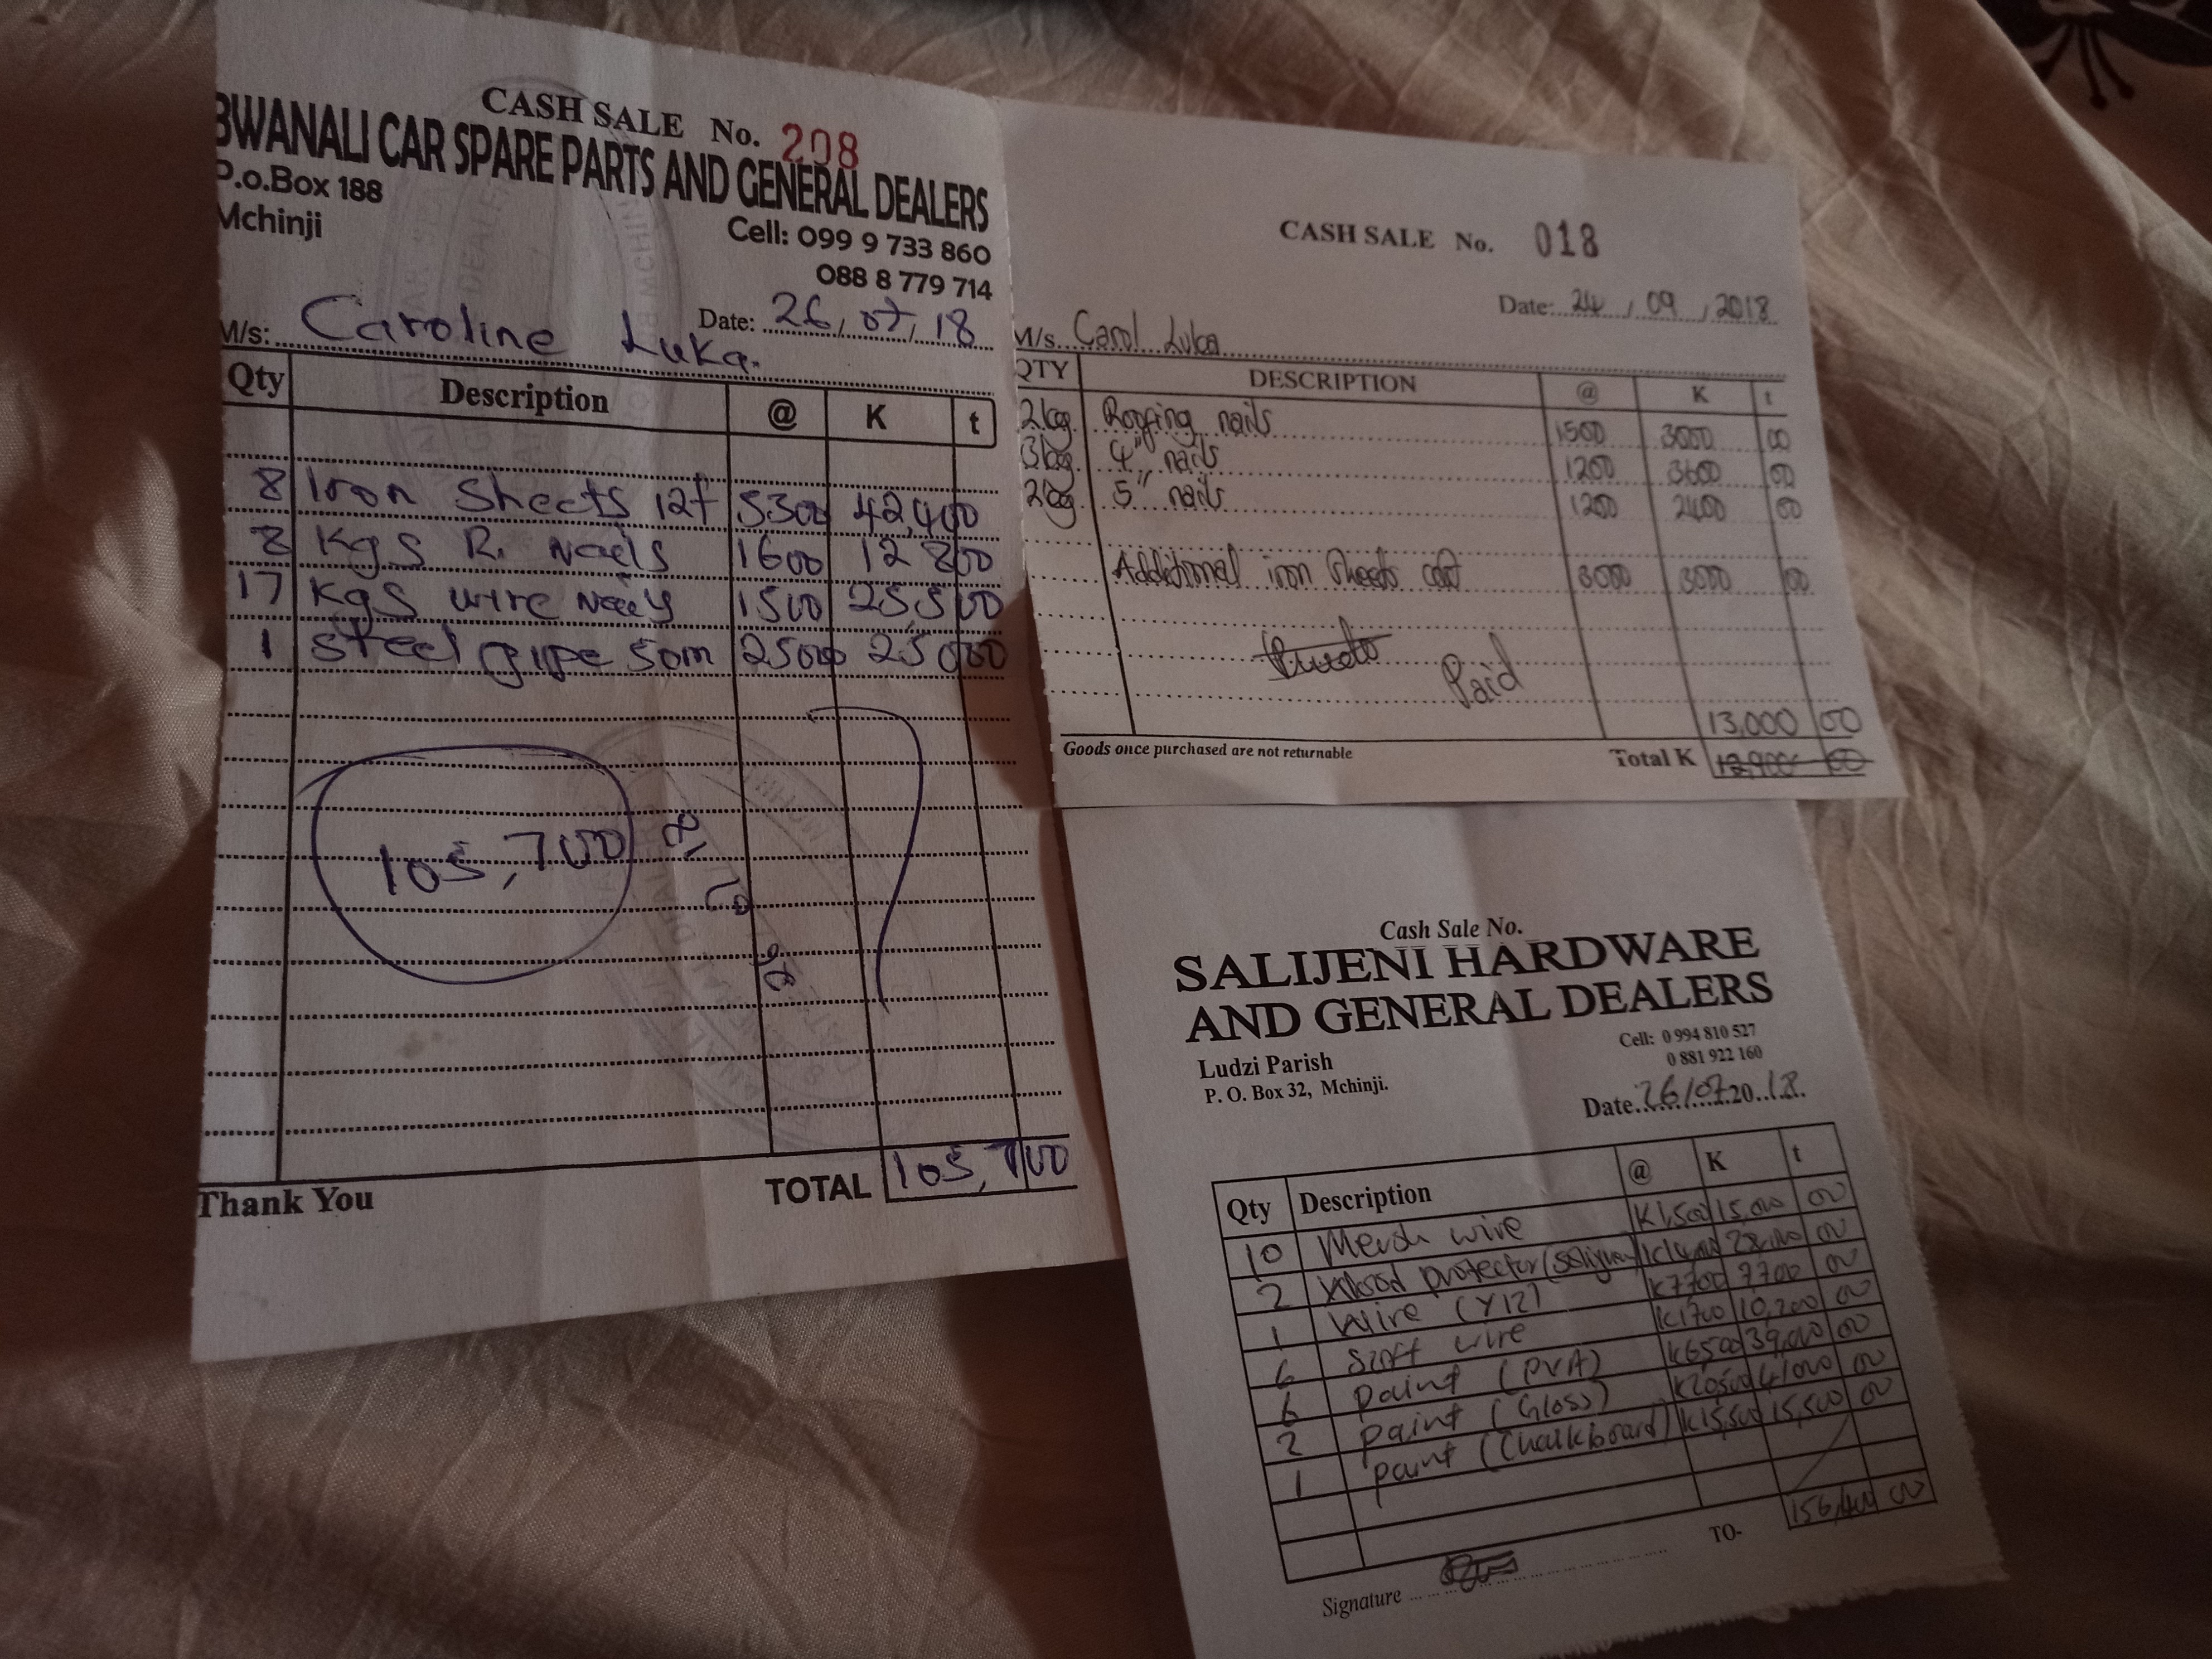 CASH SALE No. 208
BWANALI CAR SPARE PARTS AND GENERAL DEALERS
P.o.Box 188
Mchinji
Cell: 099 9 733 860
088 8 779 714
Date: 26/07/18
M/s: Caroline Luka.
Qty Description @ K t
8 Iron Sheets 12f 5300 42,400
8 Kgs R. Nails 1600 12 800
17 Kgs wire 1500 25,500
1 Steel pipe 50m 25000 25 000
105,700
TOTAL 105,700
Thank You
CASH SALE No. 018
Date: 24/09/2018
M/s. Carol Luka
QTY DESCRIPTION @ K t
2kg Roofing nails 1500 3000 00
3kg 4" nails 1200 3600 00
2kg 5" nails 1200 2400 00
Additional iron sheets cost 3000 3000 00
Paid
13,000 00
Goods once purchased are not returnable
Total K 12,900 00
Cash Sale No.
SALIJENI HARDWARE
AND GENERAL DEALERS
Ludzi Parish
P. O. Box 32, Mchinji.
Cell: 0 994 810 527
0 881 922 160
Date 26/07 20 18
Qty Description @ K t
10 Mesh wire K1,500 15,000 00
2 Wood protector 28,000 00
1 Wire (Y12) K7700 7700 00
6 Soft wire K1700 10,200 00
6 Paint (PVA) K6500 39,000 00
2 Paint (Gloss) K20500 41000 00
1 Paint (Chalkboard) K15,500 15,500 00
TO- 156,400 00
Signature